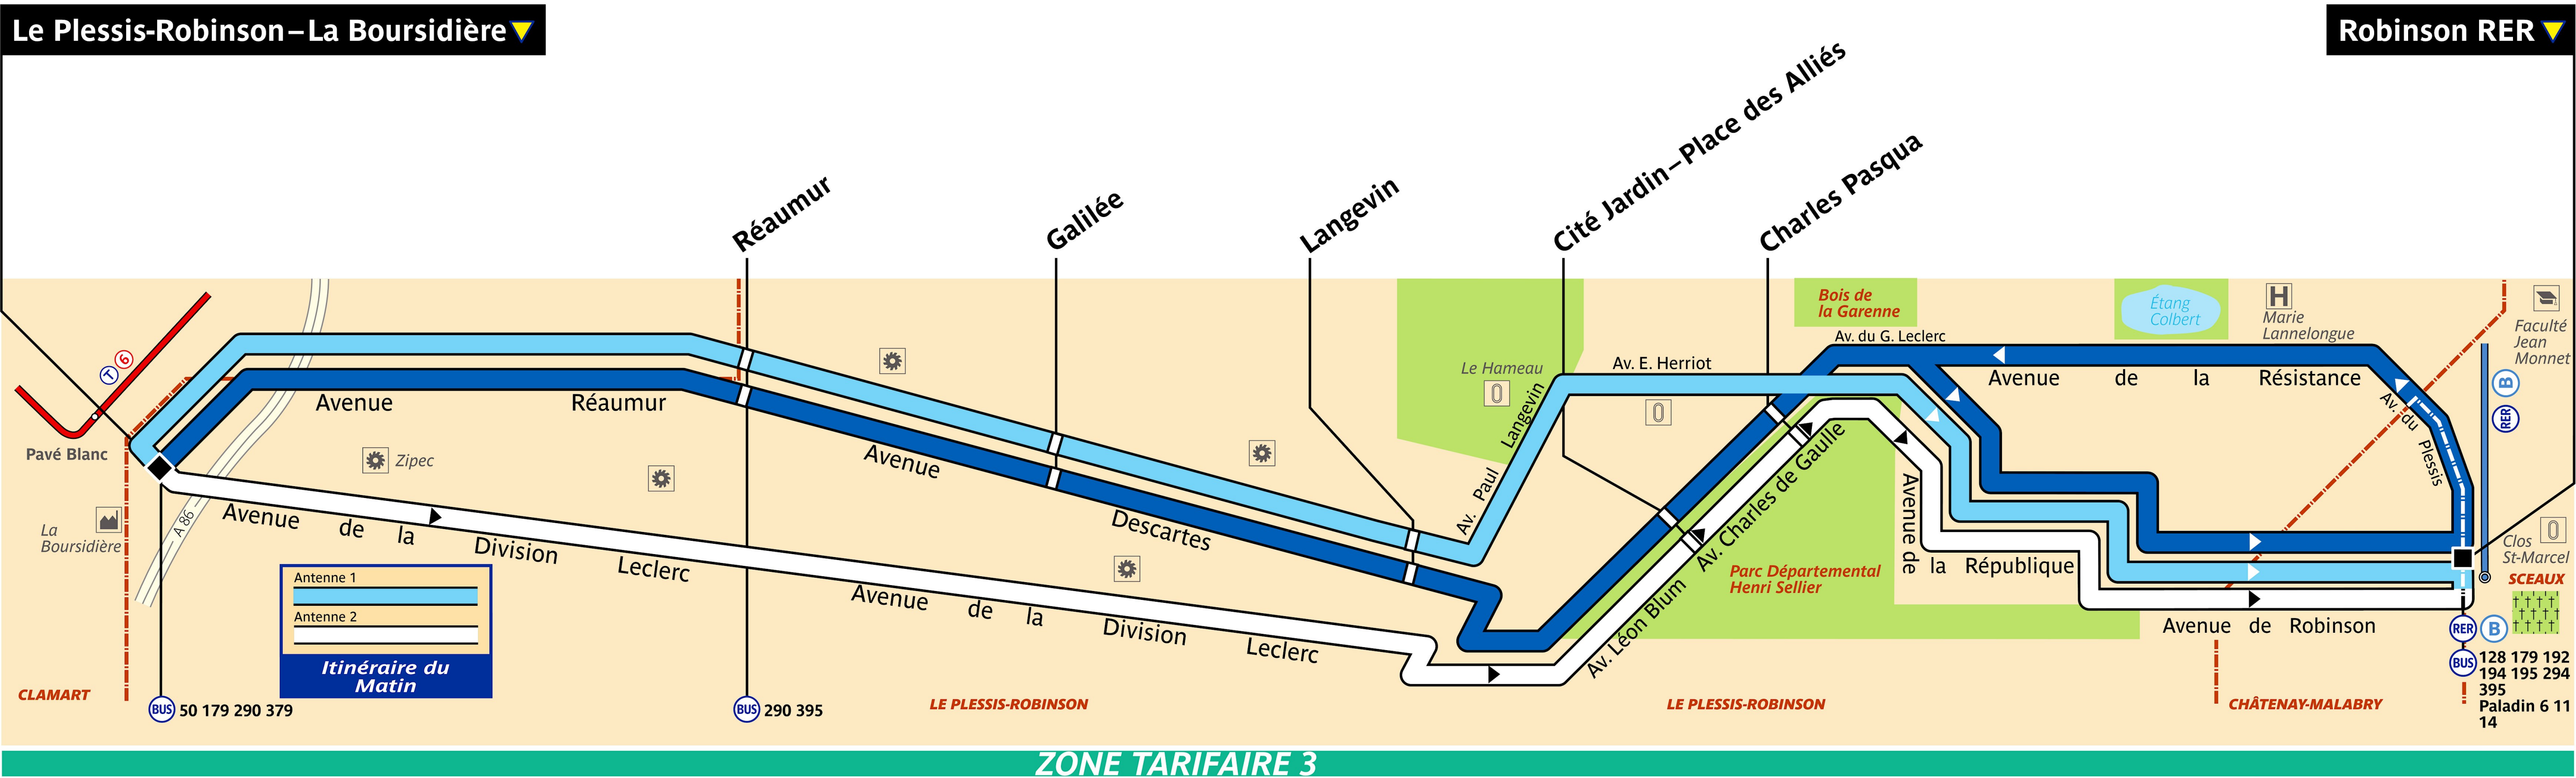 Le Plessis-Robinson–La Boursidière
Robinson RER
Réaumur
Galilée
Langevin
Cité Jardin–Place des Alliés
Charles Pasqua
T 6
Pavé Blanc
La
Boursidière
A 86
Avenue Réaumur
Zipec
Avenue de la Division Leclerc
Avenue Descartes
Avenue de la Division Leclerc
Le Hameau
Av. Paul Langevin
Av. E. Herriot
Bois de
la Garenne
Av. du G. Leclerc
Étang
Colbert
H
Marie
Lannelongue
Faculté
Jean
Monnet
Avenue de la Résistance
Av. du Plessis
B
RER
Av. Léon Blum
Av. Charles de Gaulle
Parc Départemental
Henri Sellier
Avenue de la République
Avenue de Robinson
Clos
St-Marcel
SCEAUX
Antenne 1
Antenne 2
Itinéraire du
Matin
CLAMART
BUS 50 179 290 379
BUS 290 395
LE PLESSIS-ROBINSON
LE PLESSIS-ROBINSON
CHÂTENAY-MALABRY
RER B
BUS 128 179 192
194 195 294
395
Paladin 6 11
14
ZONE TARIFAIRE 3